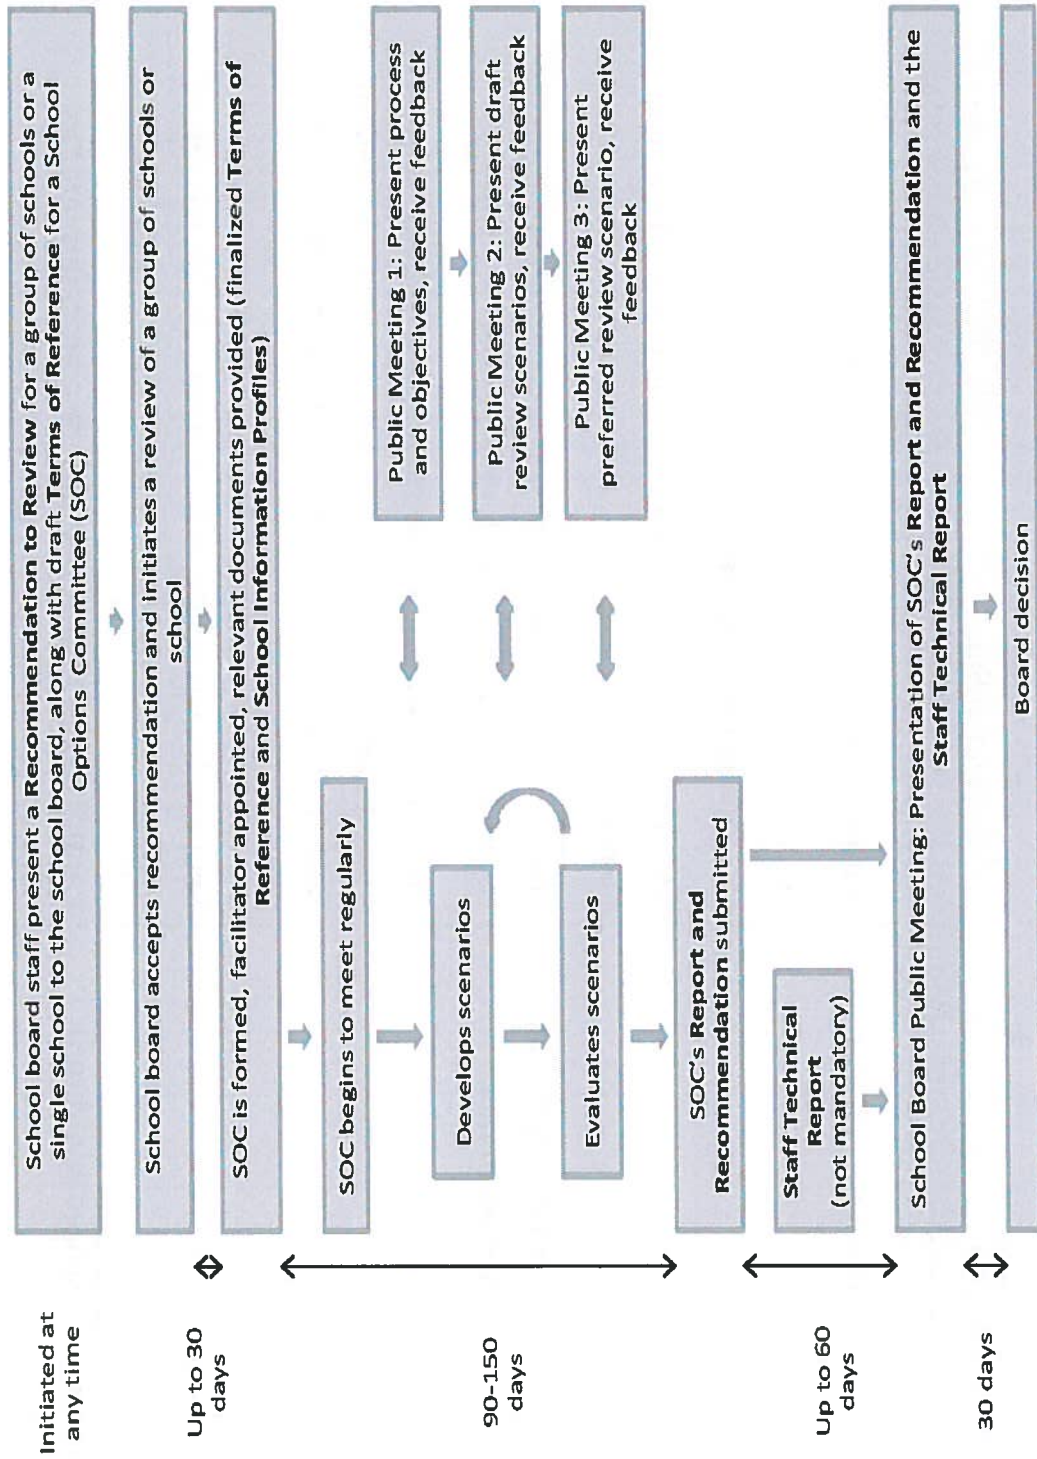 Initiated at
any time
School board staff present a Recommendation to Review for a group of schools or a
single school to the school board, along with draft Terms of Reference for a School
Options Committee (SOC)
School board accepts recommendation and initiates a review of a group of schools or
school
Up to 30
days
SOC is formed, facilitator appointed, relevant documents provided (finalized Terms of
Reference and School Information Profiles)
90-150
days
SOC begins to meet regularly
Develops scenarios
Evaluates scenarios
Public Meeting 1: Present process
and objectives, receive feedback
Public Meeting 2: Present draft
review scenarios, receive feedback
Public Meeting 3: Present
preferred review scenario, receive
feedback
SOC's Report and
Recommendation submitted
Up to 60
days
Staff Technical
Report
(not mandatory)
School Board Public Meeting: Presentation of SOC's Report and Recommendation and the
Staff Technical Report
30 days
Board decision